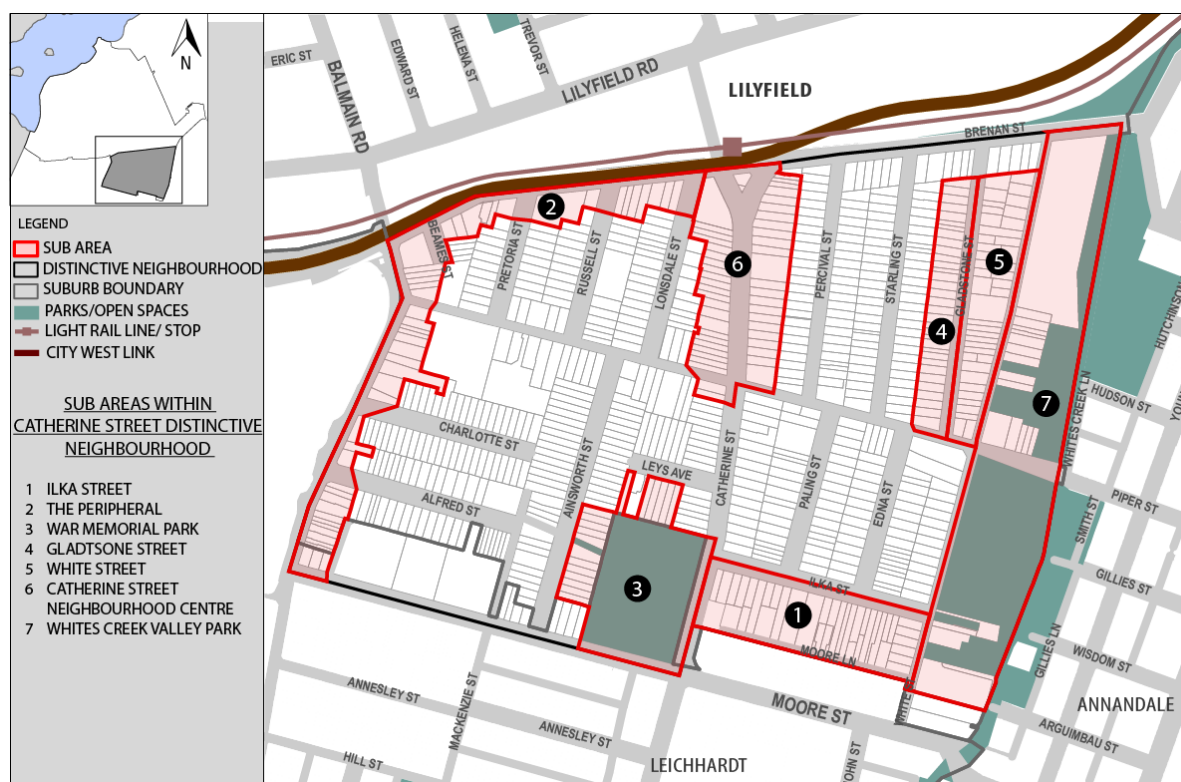 N
LEGEND
SUB AREA
DISTINCTIVE NEIGHBOURHOOD
SUBURB BOUNDARY
PARKS/OPEN SPACES
LIGHT RAIL LINE/ STOP
CITY WEST LINK
SUB AREAS WITHIN
CATHERINE STREET DISTINCTIVE
NEIGHBOURHOOD
1 ILKA STREET
2 THE PERIPHERAL
3 WAR MEMORIAL PARK
4 GLADTSONE STREET
5 WHITE STREET
6 CATHERINE STREET
NEIGHBOURHOOD CENTRE
7 WHITES CREEK VALLEY PARK
ERIC ST
BALMAIN RD
EDWARD ST
HELENA ST
TREVOR ST
LILYFIELD RD
LILYFIELD
BRENAN ST
BEAMES ST
PRETORIA ST
2
RUSSELL ST
LONSDALE ST
6
PERCIVAL ST
STARLING ST
GLADSTONE ST
5
4
7
WHITES CREEK LN
HUTCHINSON
HUDSON ST
PIPER ST
SMITH ST
GILLIES ST
GILLIES LN
WISDOM ST
ANNANDALE
ARGUIMBAU ST
CHARLOTTE ST
ALFRED ST
AINSWORTH ST
LEYS AVE
CATHERINE ST
PALING ST
EDNA ST
3
ILKA ST
1
MOORE LN
MOORE ST
ANNESLEY ST
MACKENZIE ST
ANNESLEY ST
HILL ST
LEICHHARDT